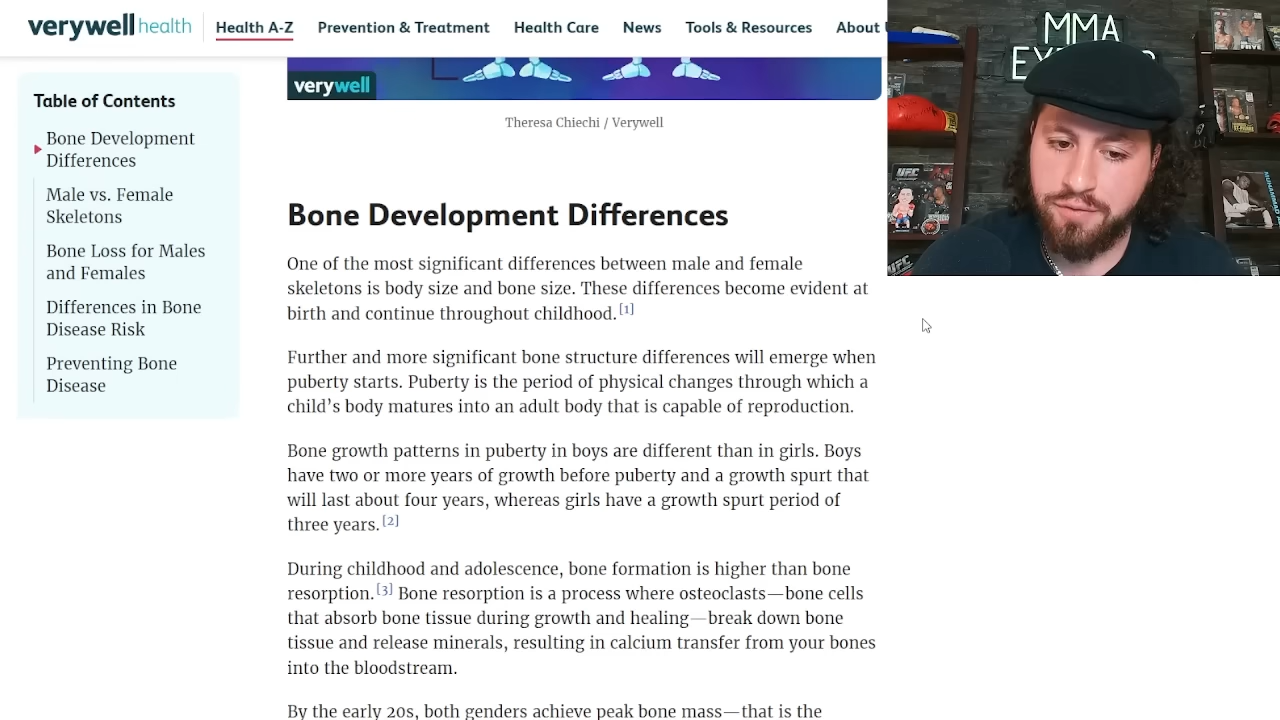 verywell health
Health A-Z
Prevention & Treatment
Health Care
News
Tools & Resources
About
MMA
Table of Contents
Bone Development
Differences
Male vs. Female
Skeletons
Bone Loss for Males
and Females
Differences in Bone
Disease Risk
Preventing Bone
Disease
verywell
Theresa Chiechi / Verywell
Bone Development Differences
One of the most significant differences between male and female
skeletons is body size and bone size. These differences become evident at
birth and continue throughout childhood. [1]
Further and more significant bone structure differences will emerge when
puberty starts. Puberty is the period of physical changes through which a
child’s body matures into an adult body that is capable of reproduction.
Bone growth patterns in puberty in boys are different than in girls. Boys
have two or more years of growth before puberty and a growth spurt that
will last about four years, whereas girls have a growth spurt period of
three years. [2]
During childhood and adolescence, bone formation is higher than bone
resorption. [3] Bone resorption is a process where osteoclasts—bone cells
that absorb bone tissue during growth and healing—break down bone
tissue and release minerals, resulting in calcium transfer from your bones
into the bloodstream.
By the early 20s, both genders achieve peak bone mass—that is the
UFC
UFC